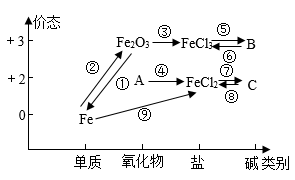 价态
+3 Fe₂O₃ ③ FeCl₃ ⑤ B
⑥
② ① A ④ FeCl₂ ⑦ C
+2
⑧
0 Fe ⑨
单质 氧化物 盐 碱 类别